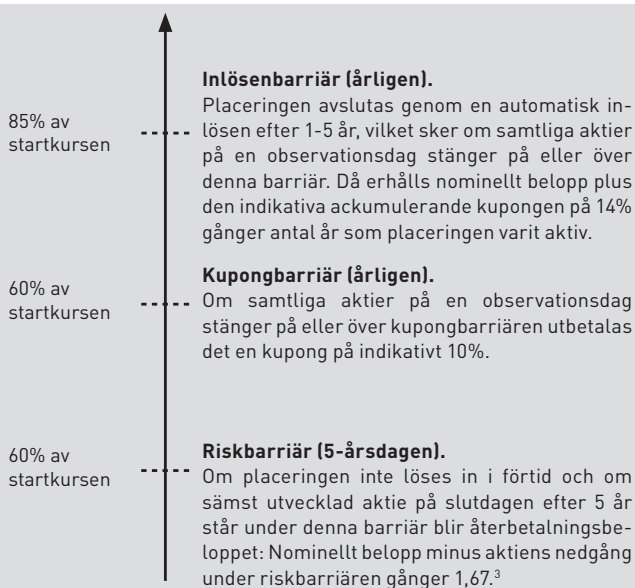 85% av
startkursen
Inlösenbarriär (årligen).
Placeringen avslutas genom en automatisk in-
lösen efter 1-5 år, vilket sker om samtliga aktier
på en observationsdag stänger på eller över
denna barriär. Då erhålls nominellt belopp plus
den indikativa ackumulerande kupongen på 14%
gånger antal år som placeringen varit aktiv.
60% av
startkursen
Kupongbarriär (årligen).
Om samtliga aktier på en observationsdag
stänger på eller över kupongbarriären utbetalas
det en kupong på indikativt 10%.
60% av
startkursen
Riskbarriär (5-årsdagen).
Om placeringen inte löses in i förtid och om
sämst utvecklad aktie på slutdagen efter 5 år
står under denna barriär blir återbetalningsbe-
loppet: Nominellt belopp minus aktiens nedgång
under riskbarriären gånger 1,67.³